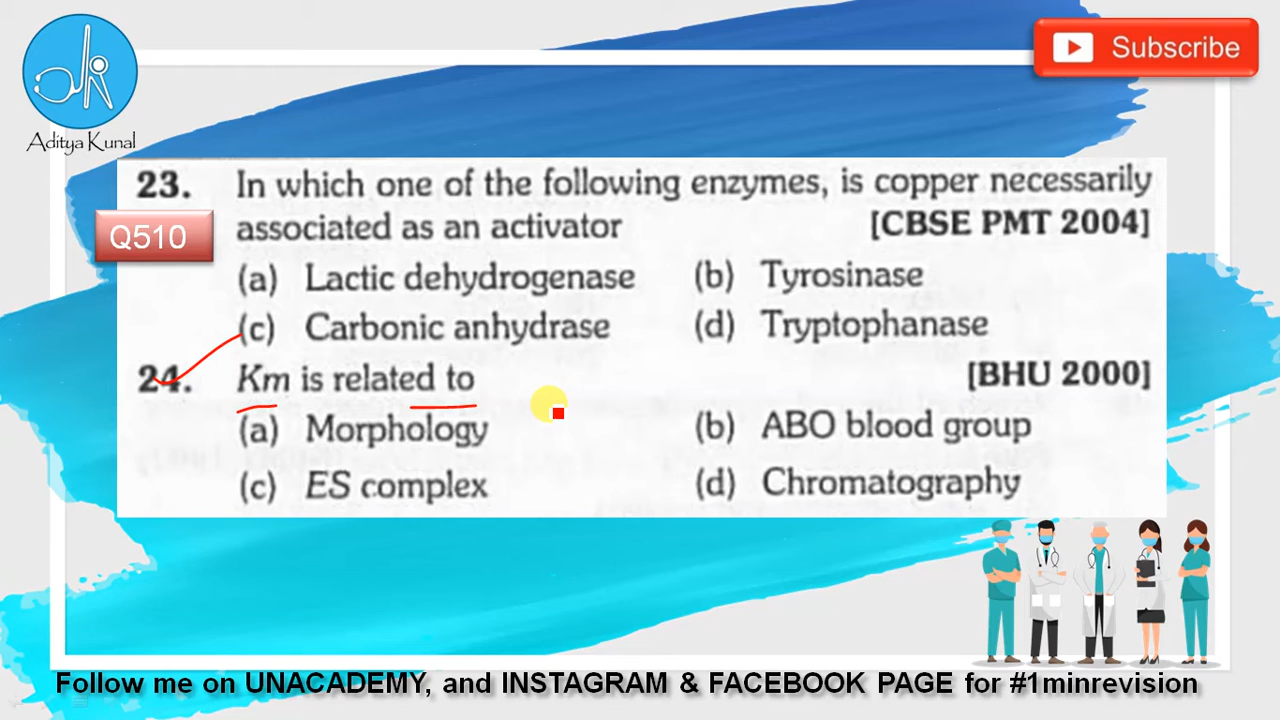 Subscribe
Aditya Kunal
23. In which one of the following enzymes, is copper necessarily
Q510 associated as an activator [CBSE PMT 2004]
(a) Lactic dehydrogenase (b) Tyrosinase
(c) Carbonic anhydrase (d) Tryptophanase
24. Km is related to [BHU 2000]
(a) Morphology (b) ABO blood group
(c) ES complex (d) Chromatography
Follow me on UNACADEMY, and INSTAGRAM & FACEBOOK PAGE for #1minrevision